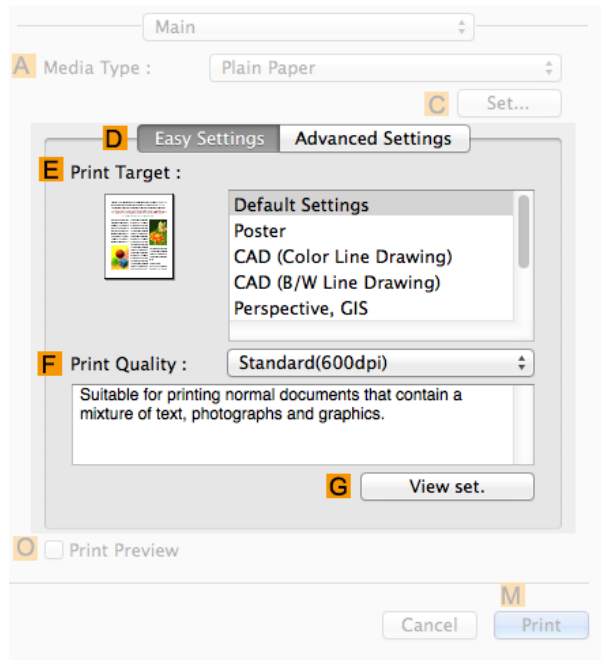 Main
A Media Type : Plain Paper
C Set...
D Easy Settings Advanced Settings
E Print Target :
Default Settings
Poster
CAD (Color Line Drawing)
CAD (B/W Line Drawing)
Perspective, GIS
F Print Quality : Standard(600dpi)
Suitable for printing normal documents that contain a
mixture of text, photographs and graphics.
G View set.
O Print Preview
M
Cancel Print